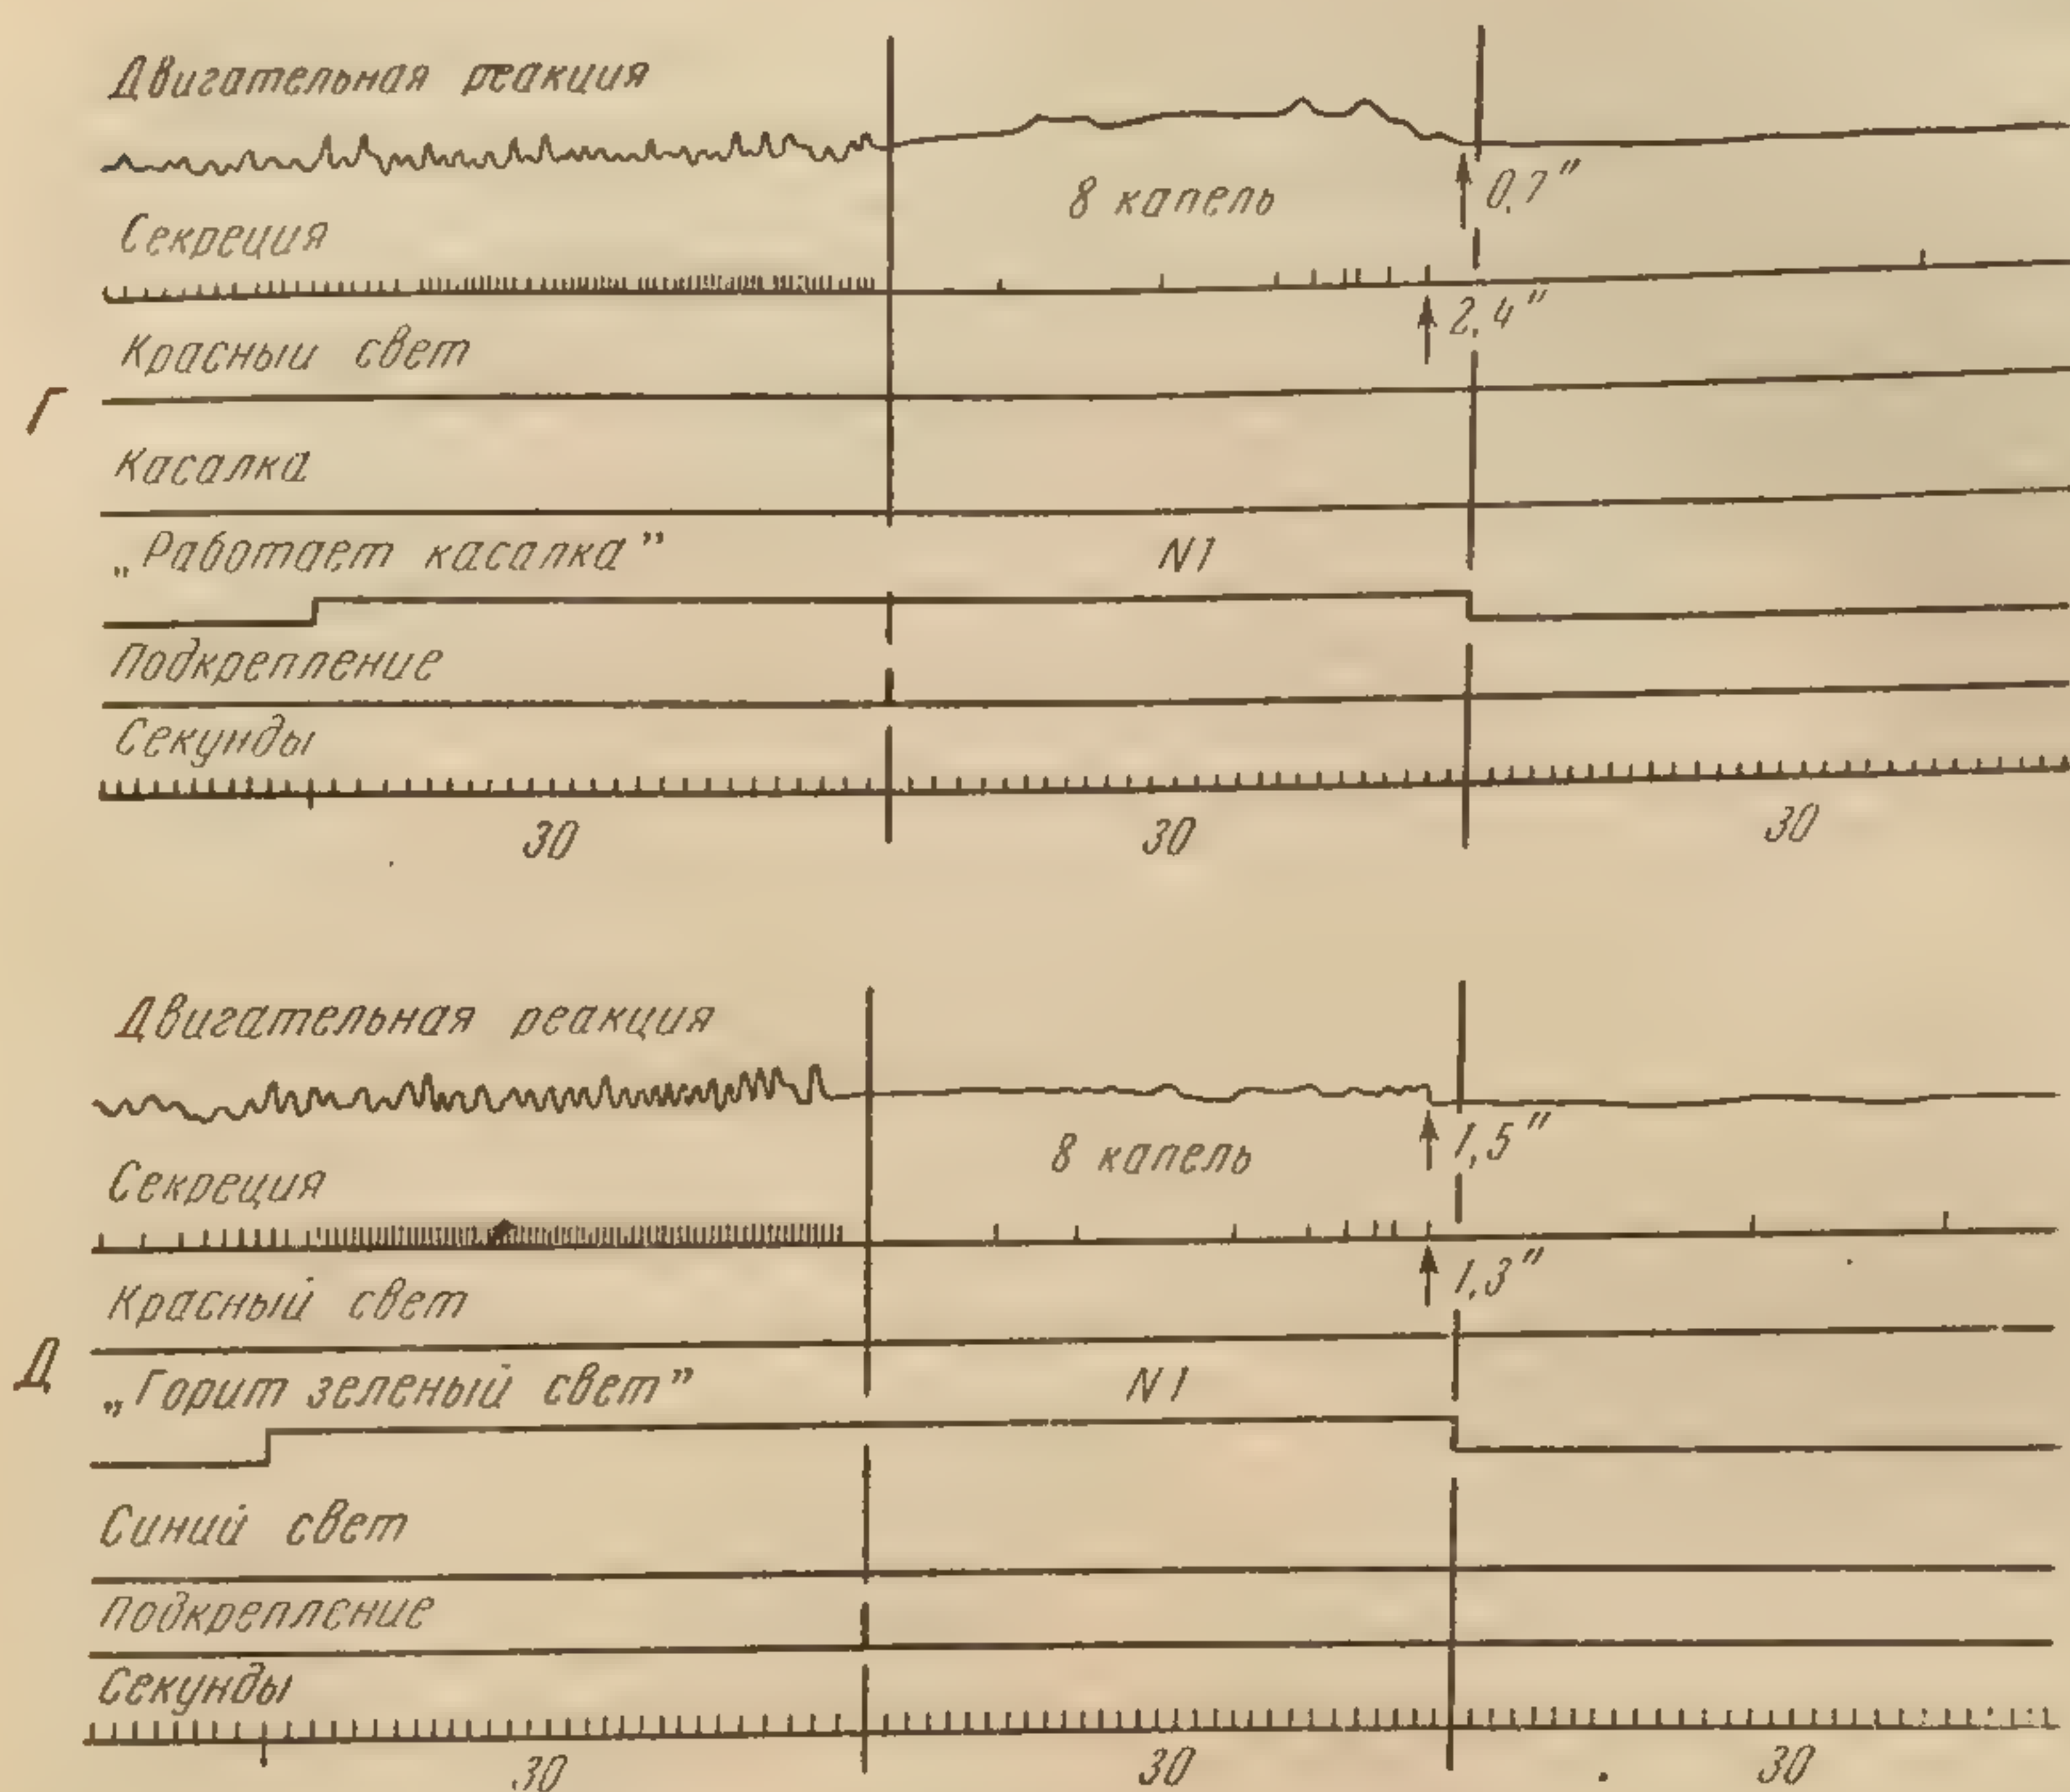 Двигательная реакция
8 капель
0,7"
Секреция
2,4"
Красный свет
Г
Касалка
„Работает касалка” N1
Подкрепление
Секунды
30 30 30
Двигательная реакция
8 капель
1,5"
Секреция
1,3"
Красный свет
Д
„Горит зеленый свет” N1
Синий свет
Подкрепление
Секунды
30 30 30